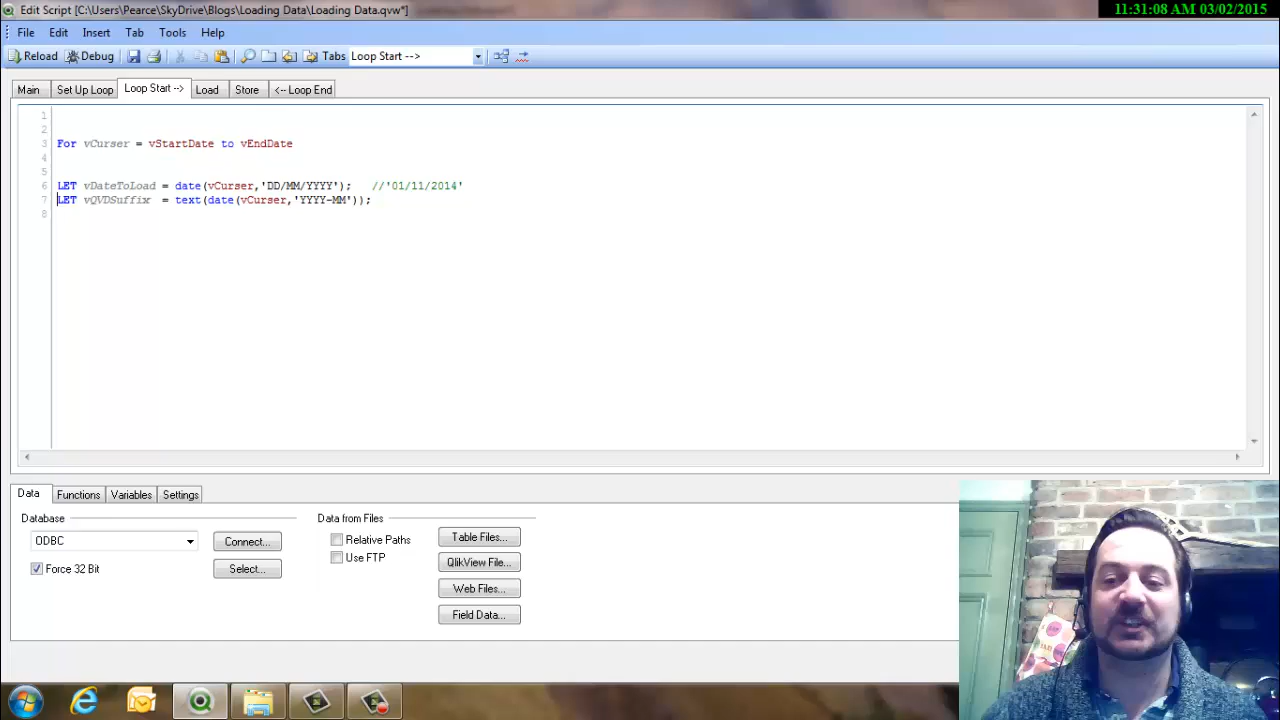 Edit Script [C:\Users\Pearce\SkyDrive\Blogs\Loading Data\Loading Data.qvw*]
11:31:08 AM 03/02/2015
File Edit Insert Tab Tools Help
Reload Debug Tabs Loop Start -->
Main Set Up Loop Loop Start --> Load Store <-- Loop End
1
2
3 For vCurser = vStartDate to vEndDate
4
5
6 LET vDateToLoad = date(vCurser,'DD/MM/YYYY'); //'01/11/2014'
7 LET vQVDSuffix = text(date(vCurser,'YYYY-MM'));
8
Data Functions Variables Settings
Database Data from Files
ODBC Connect... Relative Paths Table Files...
Use FTP QlikView File...
Force 32 Bit Select...
Web Files...
Field Data...